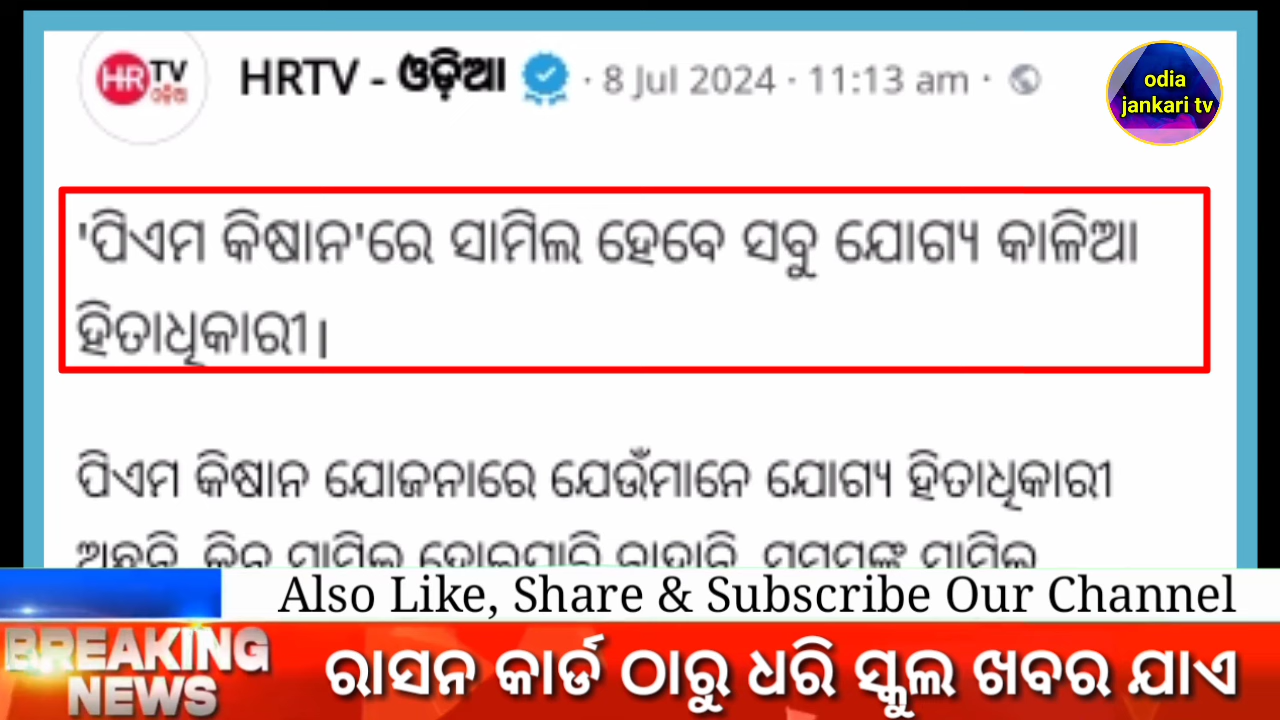 HR TV ଓଡ଼ିଆ
HRTV - ଓଡ଼ିଆ · 8 Jul 2024 · 11:13 am ·
odia
jankari tv
'ପିଏମ କିଷାନ'ରେ ସାମିଲ ହେବେ ସବୁ ଯୋଗ୍ୟ କାଳିଆ
ହିତାଧିକାରୀ।
ପିଏମ କିଷାନ ଯୋଜନାରେ ଯେଉଁମାନେ ଯୋଗ୍ୟ ହିତାଧିକାରୀ
Also Like, Share & Subscribe Our Channel
BREAKING
NEWS
ରାସନ କାର୍ଡ ଠାରୁ ଧରି ସ୍କୁଲ ଖବର ଯାଏ